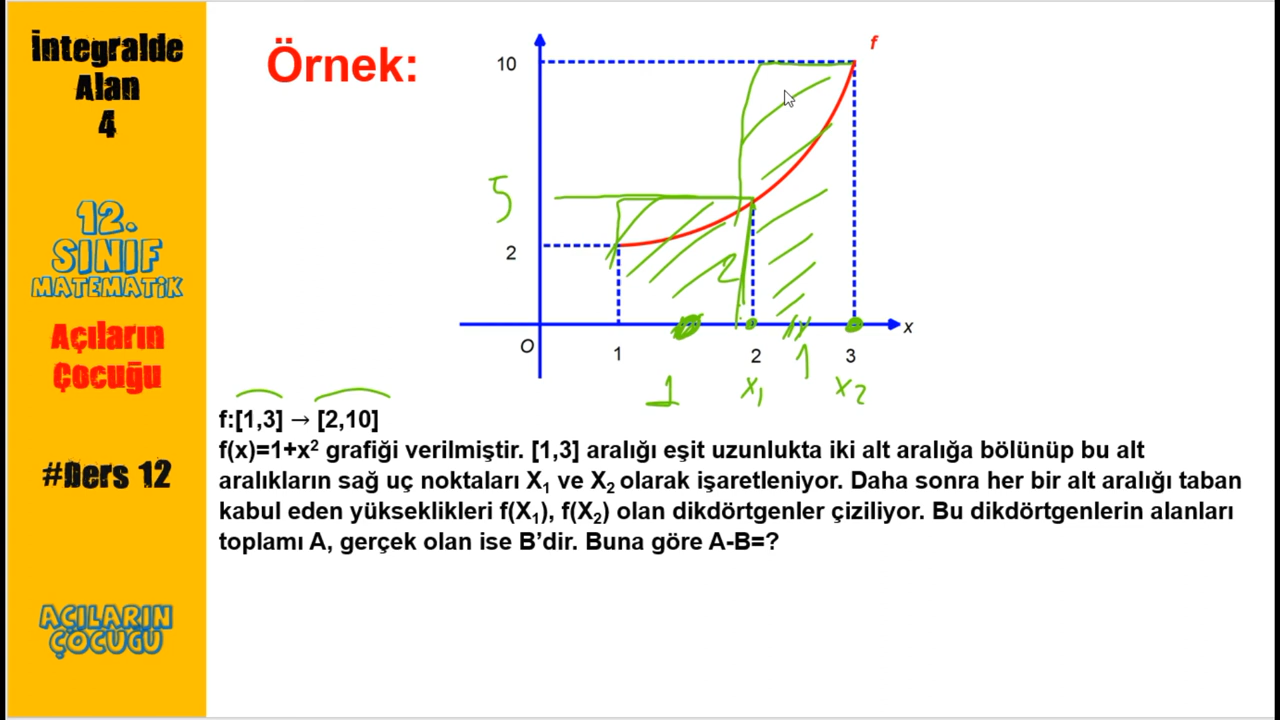 İntegralde
Alan
4
12.
SINIF
MATEMATİK
Açıların
Çocuğu
#Ders 12
AÇILARIN
ÇOCUĞU
Örnek:
f
10
5
2
2
O
x
1
2
3
1
x₁
1
x₂
f:[1,3] → [2,10]
f(x)=1+x² grafiği verilmiştir. [1,3] aralığı eşit uzunlukta iki alt aralığa bölünüp bu alt
aralıkların sağ uç noktaları X₁ ve X₂ olarak işaretleniyor. Daha sonra her bir alt aralığı taban
kabul eden yükseklikleri f(X₁), f(X₂) olan dikdörtgenler çiziliyor. Bu dikdörtgenlerin alanları
toplamı A, gerçek olan ise B’dir. Buna göre A-B=?